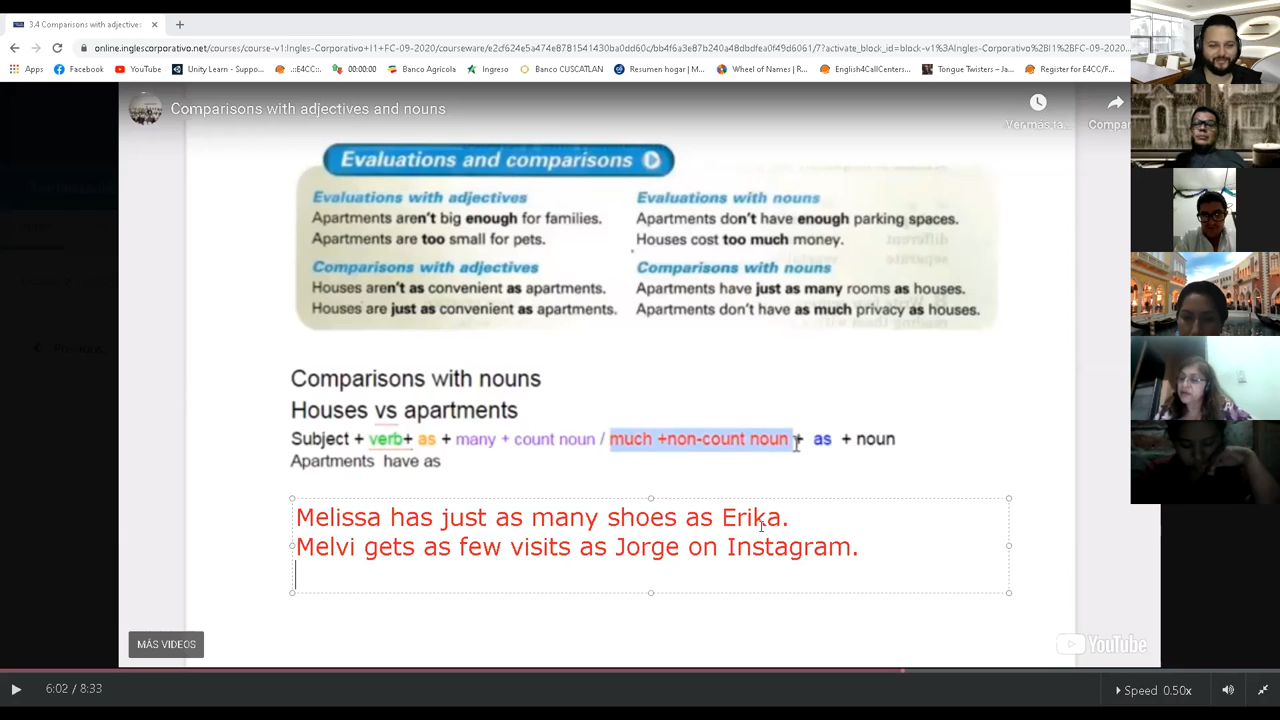 3.4 Comparisons with adjective
online.inglescorporativo.net/courses/course-v1:Ingles-Corporativo+I1+FC-09-2020/courseware/e2cf624e5a474e8781541430ba0dd60c/bb4f6a3e87b240a48dbdfea0f49d6061/7?activate_block_id=block-v1%3AIngles-Corporativo%2BI1%2BFC-09-2020...
Apps Facebook YouTube Unity Learn - Suppo... .::E4CC::. 00:00:00 Banco Agrícola Ingreso Banco CUSCATLAN Resumen hogar | M... Wheel of Names | R... English4CallCenters... Tongue Twisters – Ja... Register for E4CC/F...
Comparisons with adjectives and nouns
Ver más ta...
Compar
Evaluations and comparisons
Evaluations with adjectives
Apartments aren't big enough for families.
Apartments are too small for pets.
Comparisons with adjectives
Houses aren't as convenient as apartments.
Houses are just as convenient as apartments.
Evaluations with nouns
Apartments don't have enough parking spaces.
Houses cost too much money.
Comparisons with nouns
Apartments have just as many rooms as houses.
Apartments don't have as much privacy as houses.
Comparisons with nouns
Houses vs apartments
Subject + verb+ as + many + count noun / much +non-count noun + as + noun
Apartments have as
Melissa has just as many shoes as Erika.
Melvi gets as few visits as Jorge on Instagram.
MÁS VIDEOS
YouTube
6:02 / 8:33
Speed 0.50x